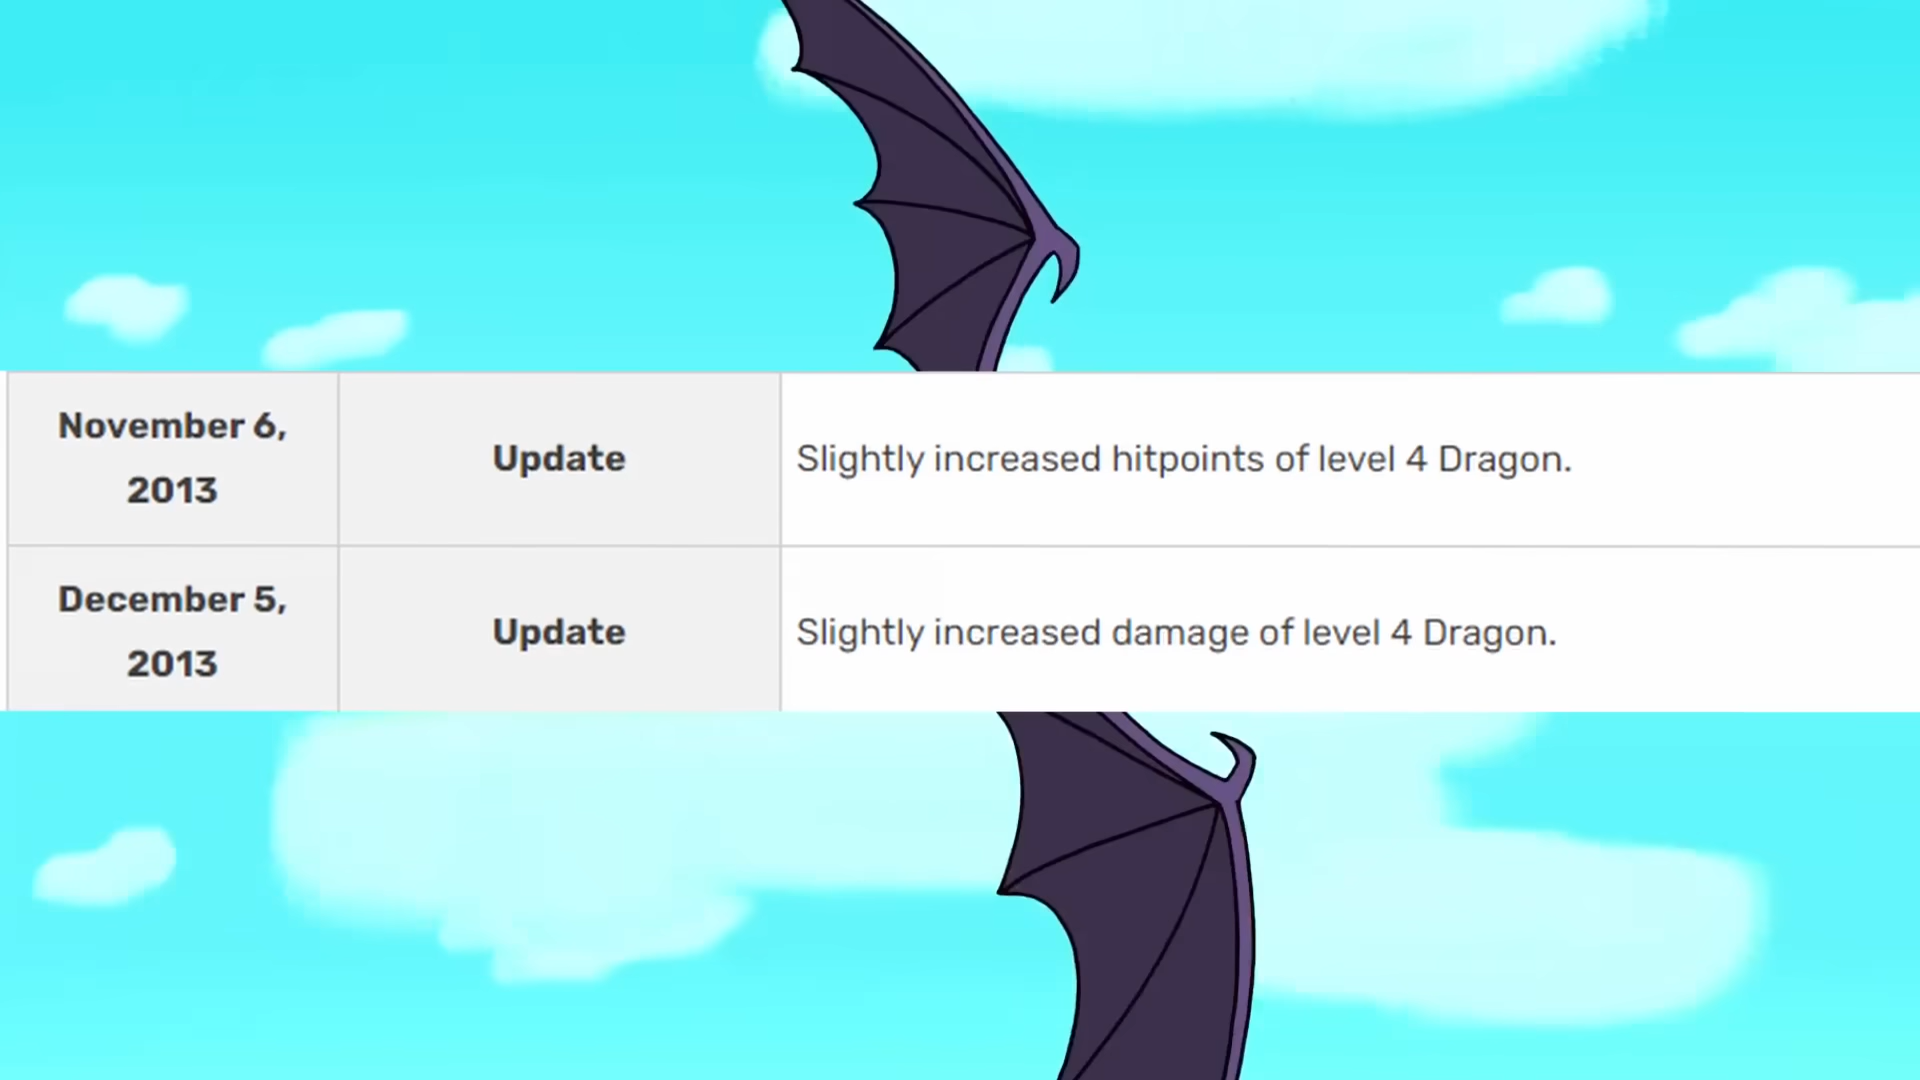 November 6,
2013
Update
Slightly increased hitpoints of level 4 Dragon.
December 5,
2013
Update
Slightly increased damage of level 4 Dragon.